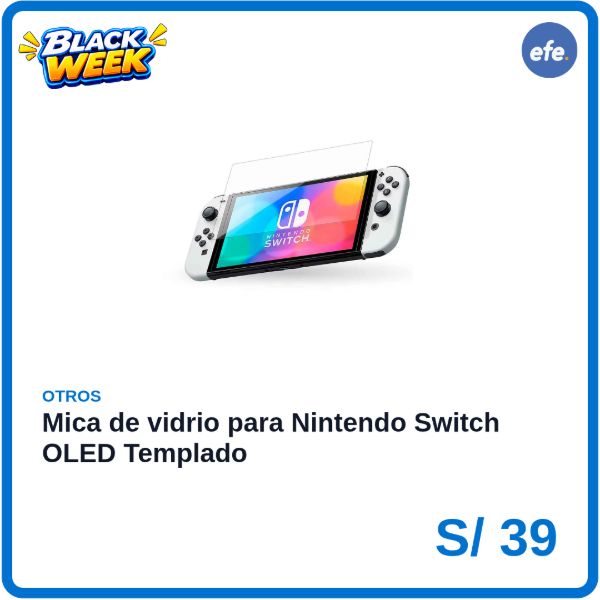 BLACK
WEEK
efe.
NINTENDO
SWITCH
OTROS
Mica de vidrio para Nintendo Switch
OLED Templado
S/ 39